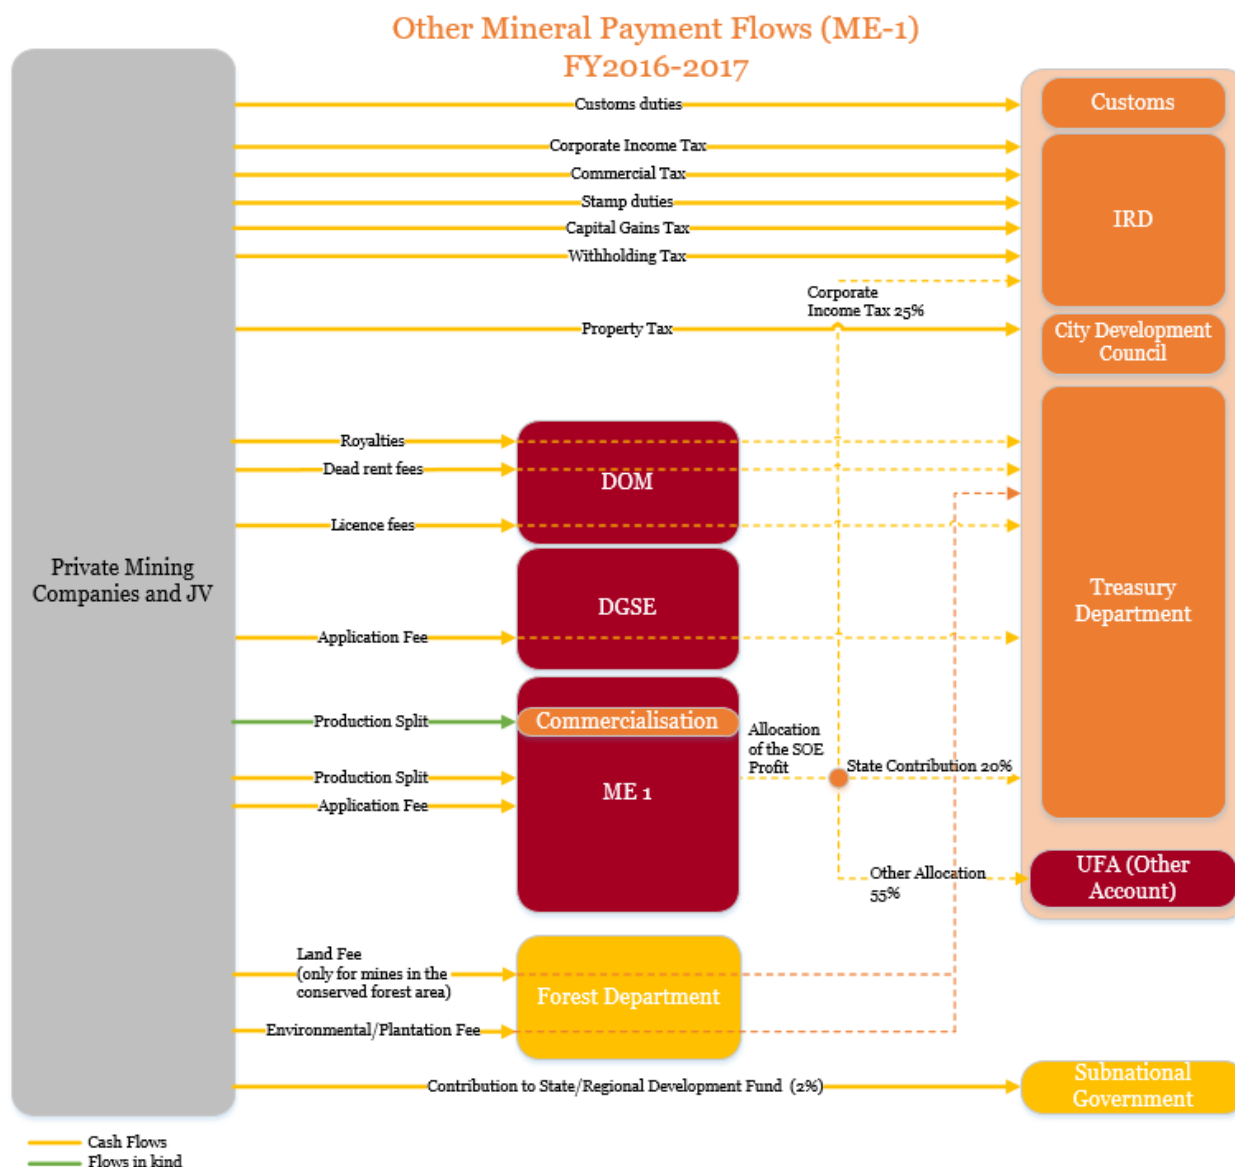 Other Mineral Payment Flows (ME-1)
FY2016-2017
Customs duties
Customs
Corporate Income Tax
Commercial Tax
Stamp duties
Capital Gains Tax
Withholding Tax
IRD
Corporate
Income Tax 25%
Property Tax
City Development
Council
Royalties
Dead rent fees
Licence fees
DOM
Private Mining
Companies and JV
DGSE
Treasury
Department
Application Fee
Production Split
Commercialisation
Allocation
of the SOE
Profit
State Contribution 20%
Production Split
Application Fee
ME 1
Other Allocation
55%
UFA (Other
Account)
Land Fee
(only for mines in the
conserved forest area)
Forest Department
Environmental/Plantation Fee
Contribution to State/Regional Development Fund (2%)
Subnational
Government
Cash Flows
Flows in kind